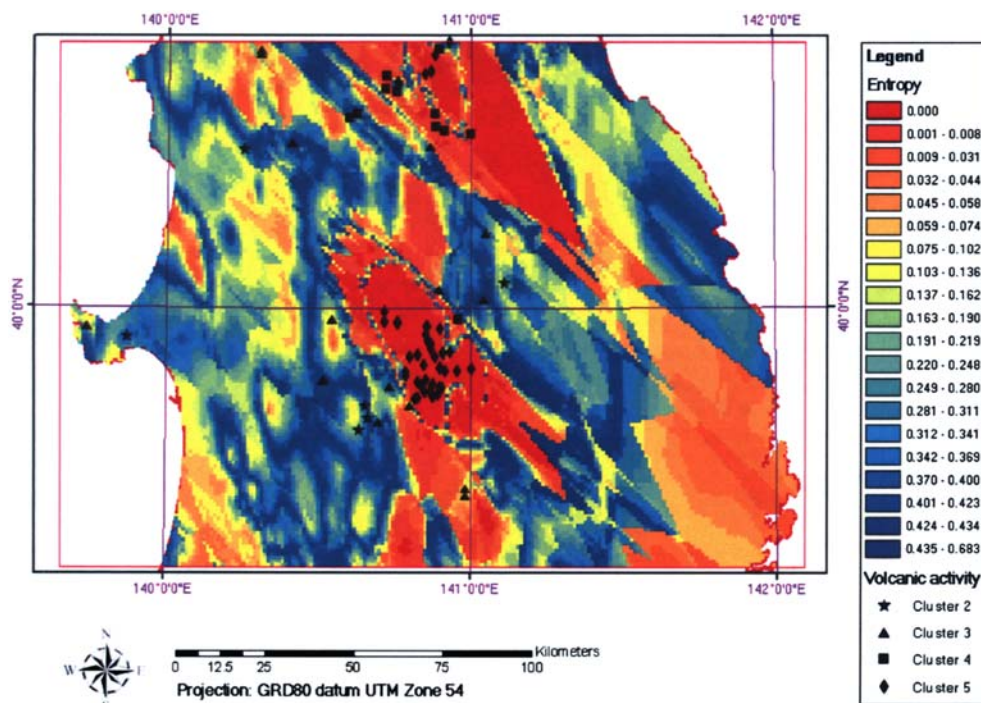 140°0'0"E 141°0'0"E 142°0'0"E
40°0'0"N 40°0'0"N
140°0'0"E 141°0'0"E 142°0'0"E
Legend
Entropy
0.000
0.001 - 0.008
0.009 - 0.031
0.032 - 0.044
0.045 - 0.058
0.059 - 0.074
0.075 - 0.102
0.103 - 0.136
0.137 - 0.162
0.163 - 0.190
0.191 - 0.219
0.220 - 0.248
0.249 - 0.280
0.281 - 0.311
0.312 - 0.341
0.342 - 0.369
0.370 - 0.400
0.401 - 0.423
0.424 - 0.434
0.435 - 0.683
Volcanic activity
Cluster 2
Cluster 3
Cluster 4
Cluster 5
N
W E
S
Kilometers
0 12.5 25 50 75 100
Projection: GRD80 datum UTM Zone 54